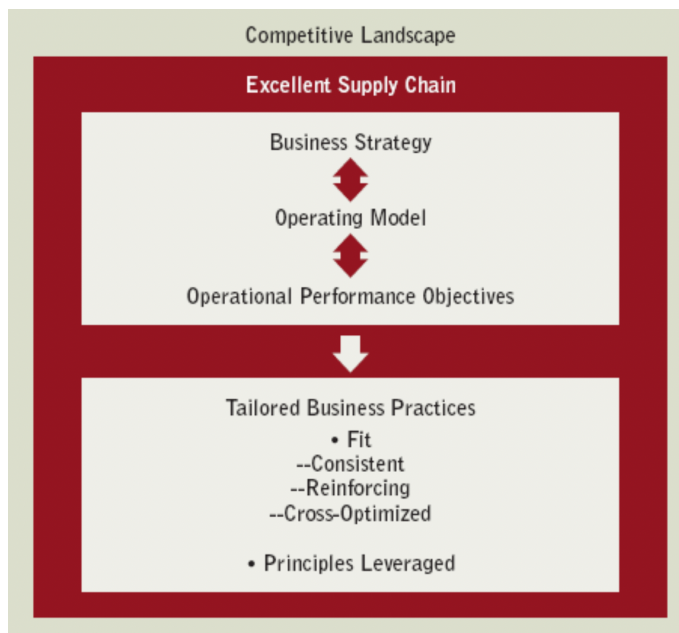 Competitive Landscape
Excellent Supply Chain
Business Strategy
Operating Model
Operational Performance Objectives
Tailored Business Practices
• Fit
--Consistent
--Reinforcing
--Cross-Optimized
• Principles Leveraged